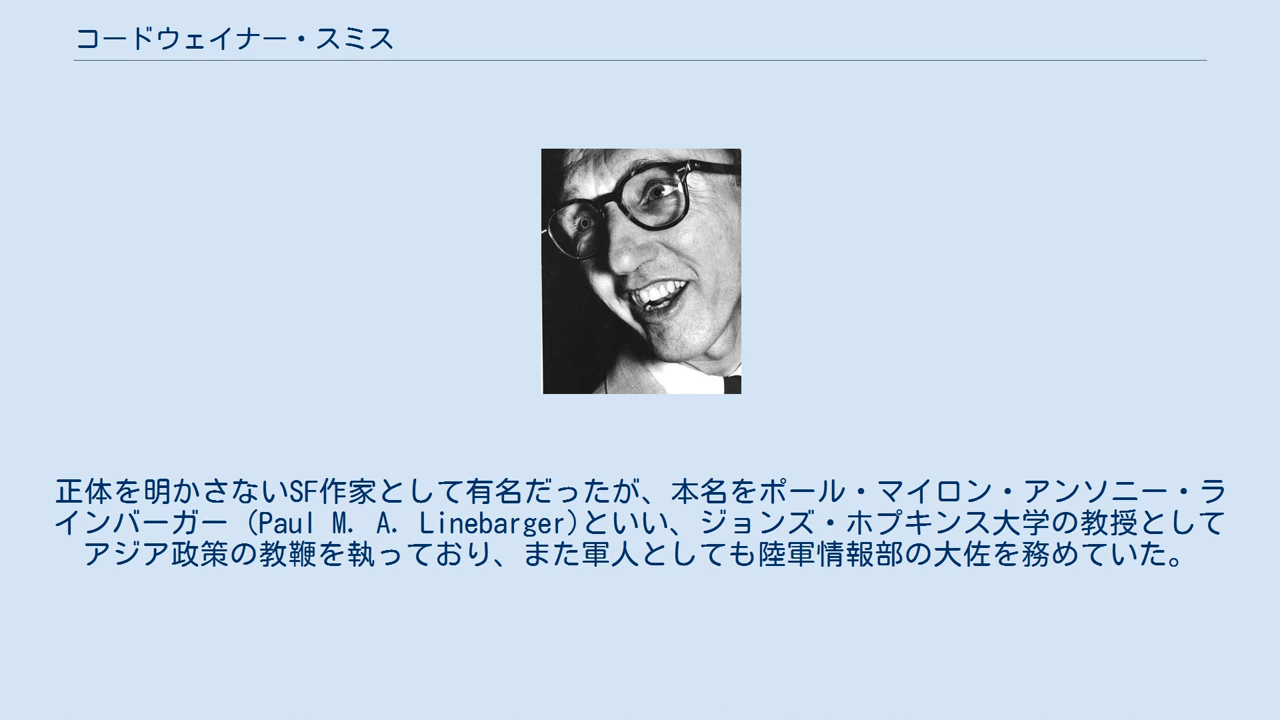 コードウェイナー・スミス
正体を明かさないSF作家として有名だったが、本名をポール・マイロン・アンソニー・ラ
インバーガー (Paul M. A. Linebarger)といい、ジョンズ・ホプキンス大学の教授として
アジア政策の教鞭を執っており、また軍人としても陸軍情報部の大佐を務めていた。